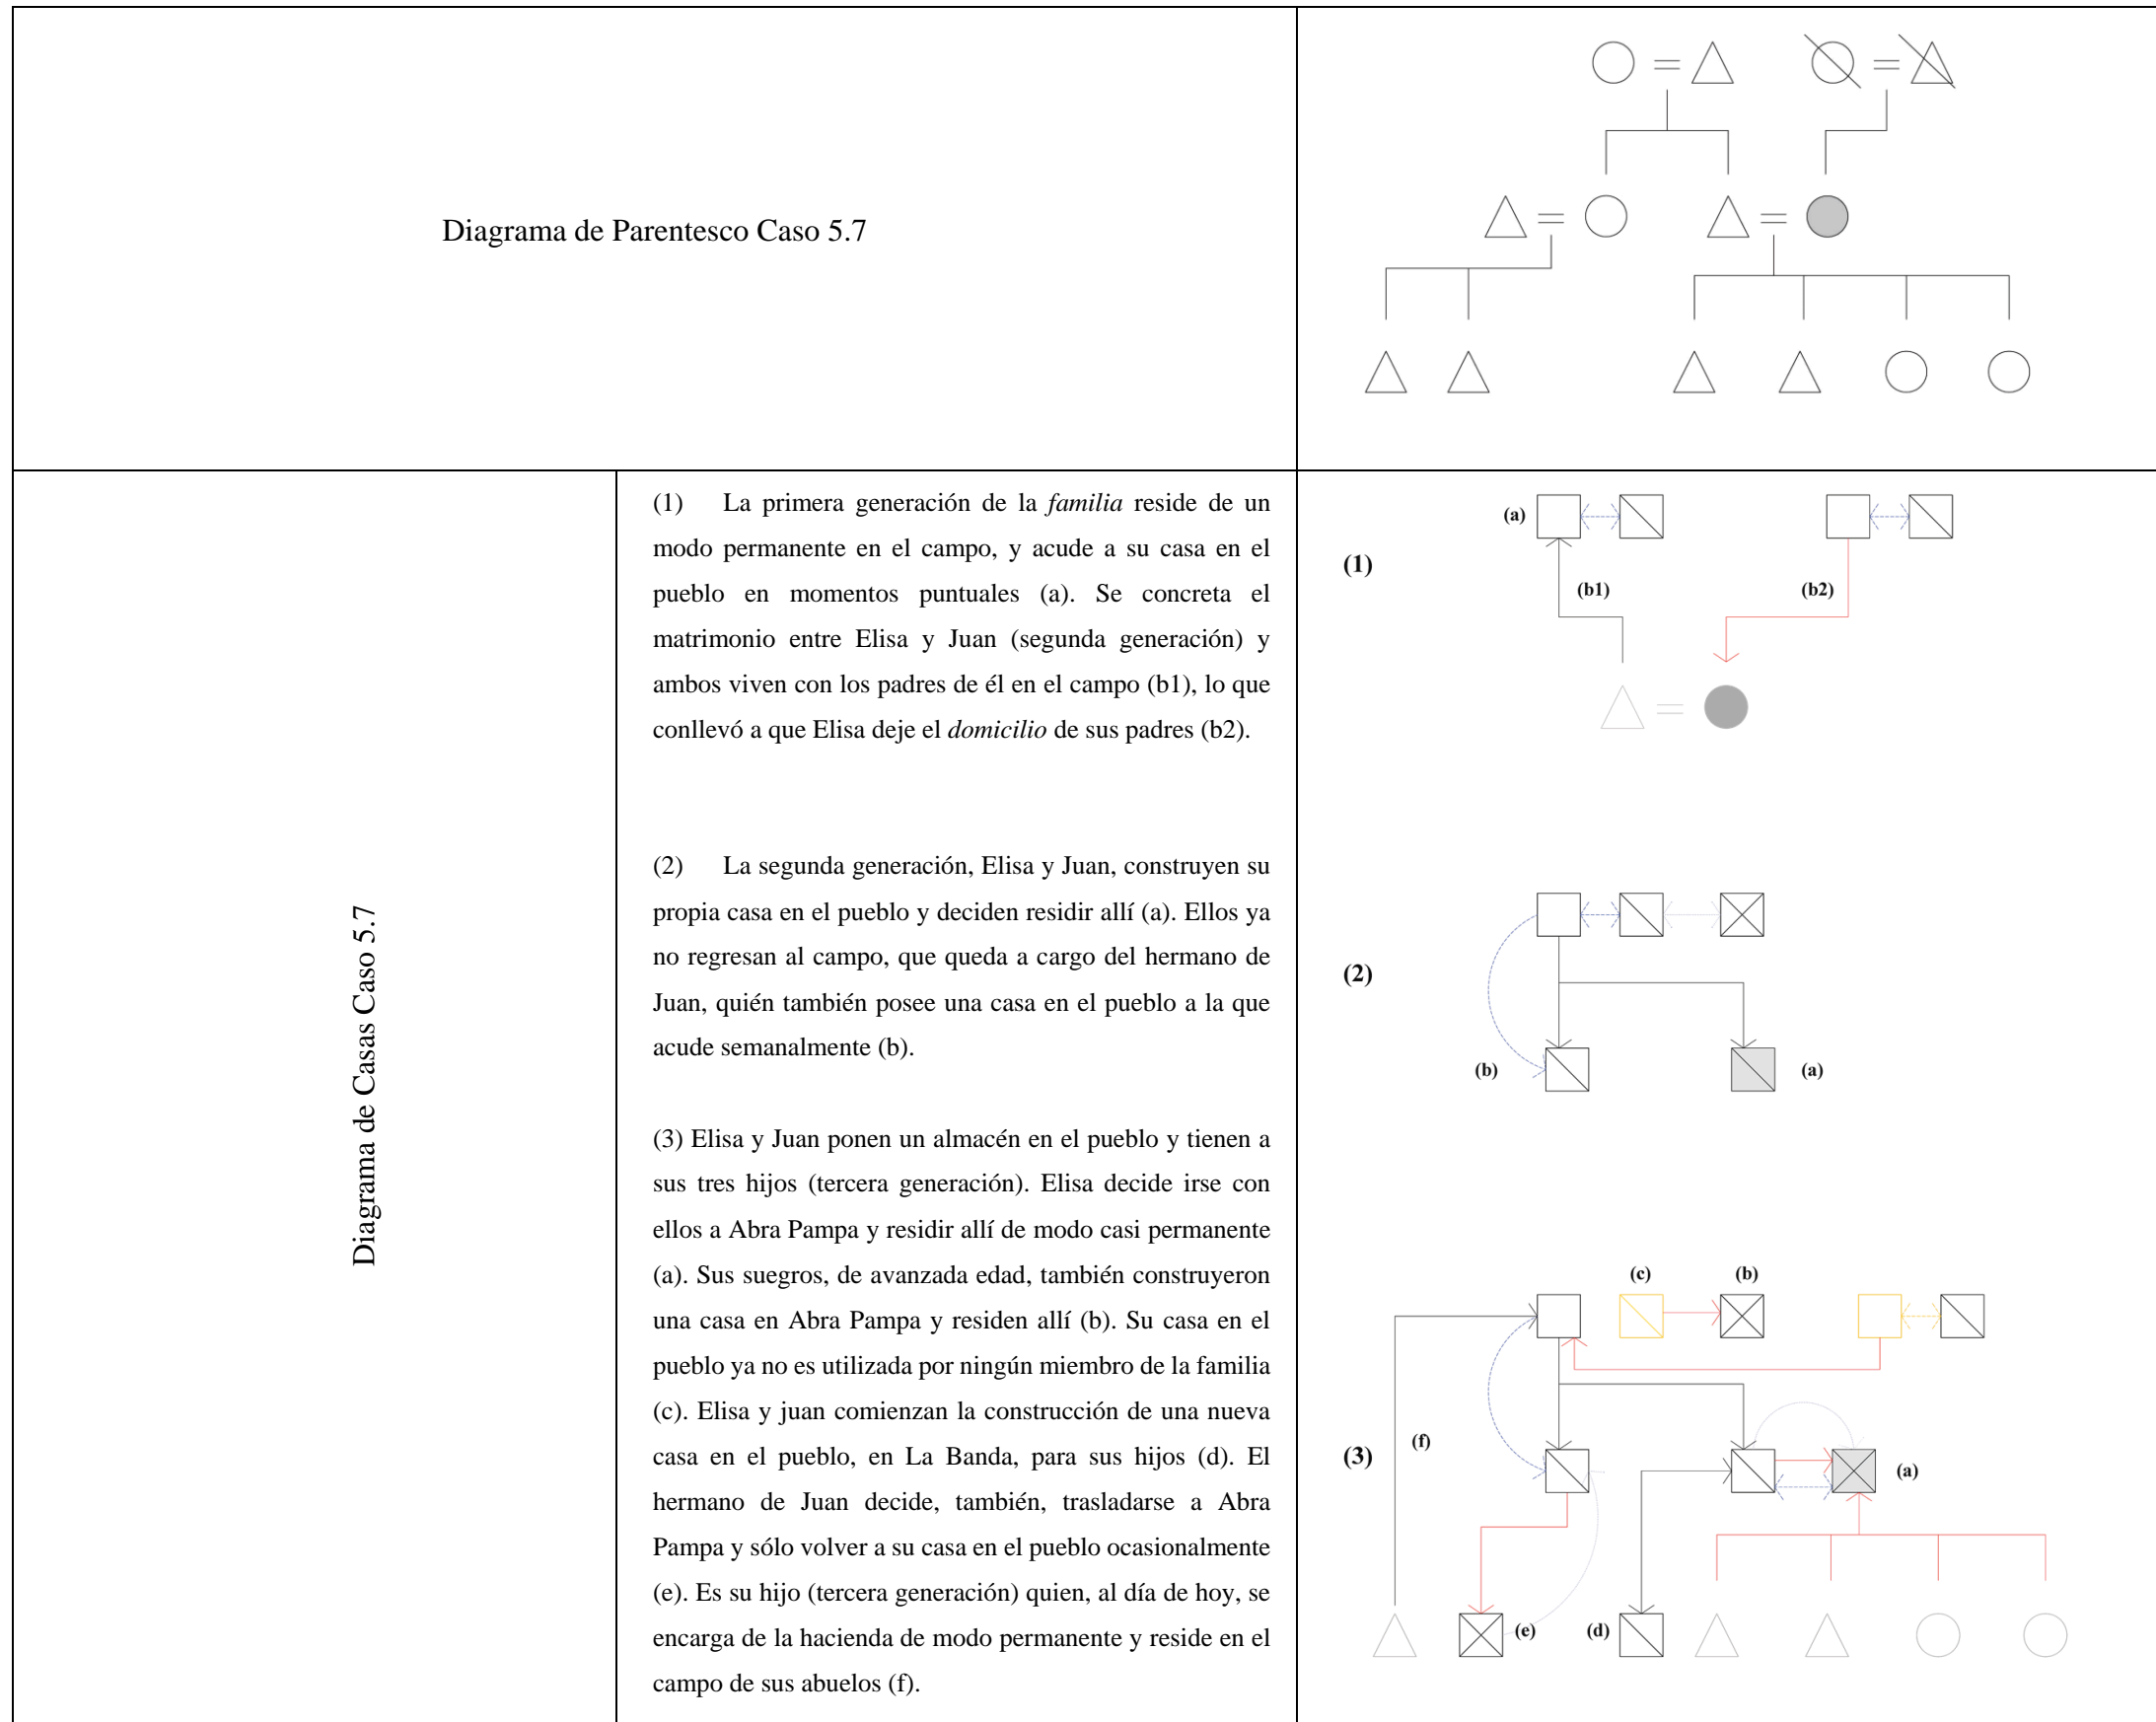 Diagrama de Parentesco Caso 5.7
Diagrama de Casas Caso 5.7
(1) La primera generación de la familia reside de un
modo permanente en el campo, y acude a su casa en el
pueblo en momentos puntuales (a). Se concreta el
matrimonio entre Elisa y Juan (segunda generación) y
ambos viven con los padres de él en el campo (b1), lo que
conllevó a que Elisa deje el domicilio de sus padres (b2).
(2) La segunda generación, Elisa y Juan, construyen su
propia casa en el pueblo y deciden residir allí (a). Ellos ya
no regresan al campo, que queda a cargo del hermano de
Juan, quién también posee una casa en el pueblo a la que
acude semanalmente (b).
(3) Elisa y Juan ponen un almacén en el pueblo y tienen a
sus tres hijos (tercera generación). Elisa decide irse con
ellos a Abra Pampa y residir allí de modo casi permanente
(a). Sus suegros, de avanzada edad, también construyeron
una casa en Abra Pampa y residen allí (b). Su casa en el
pueblo ya no es utilizada por ningún miembro de la familia
(c). Elisa y juan comienzan la construcción de una nueva
casa en el pueblo, en La Banda, para sus hijos (d). El
hermano de Juan decide, también, trasladarse a Abra
Pampa y sólo volver a su casa en el pueblo ocasionalmente
(e). Es su hijo (tercera generación) quien, al día de hoy, se
encarga de la hacienda de modo permanente y reside en el
campo de sus abuelos (f).
(a)
(1)
(b1) (b2)
(2)
(b) (a)
(c) (b)
(f)
(3)
(a)
(e) (d)